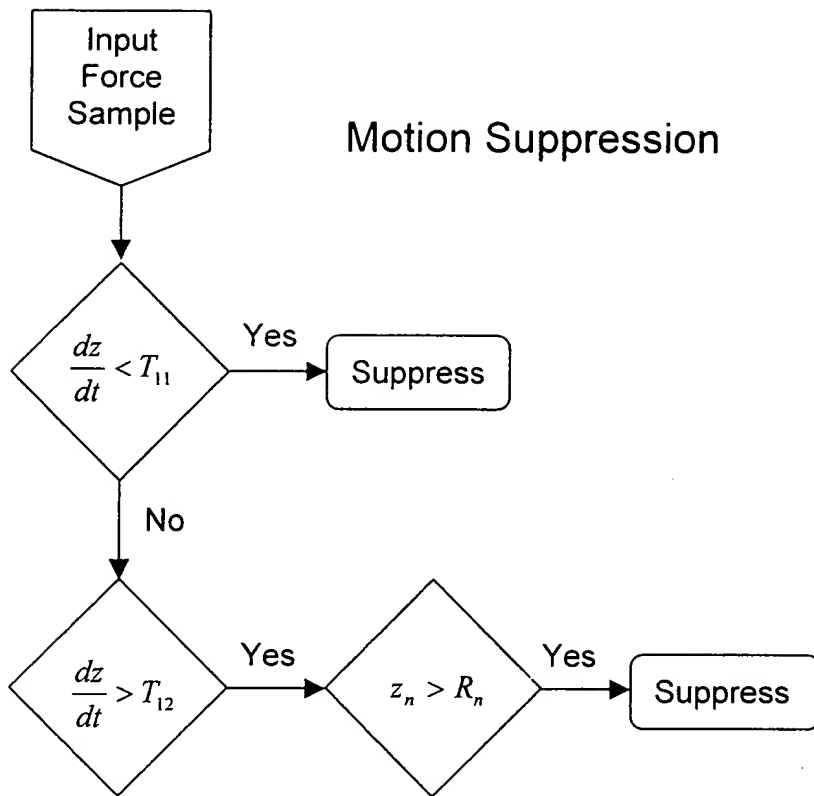 Input
Force
Sample
Motion Suppression
dz/dt < T₁₁
Yes
Suppress
No
dz/dt > T₁₂
Yes
zₙ > Rₙ
Yes
Suppress